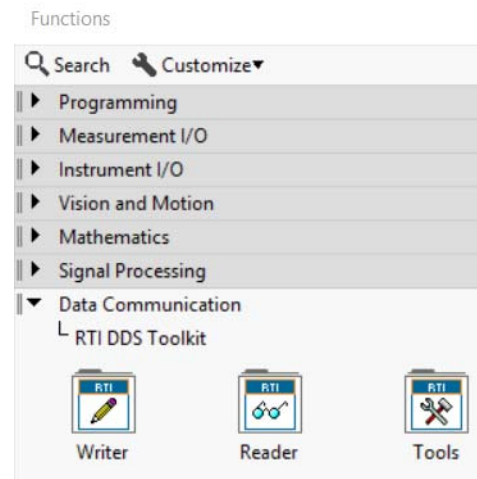 Functions
Search Customize
Programming
Measurement I/O
Instrument I/O
Vision and Motion
Mathematics
Signal Processing
Data Communication
RTI DDS Toolkit
RTI RTI RTI
Writer Reader Tools